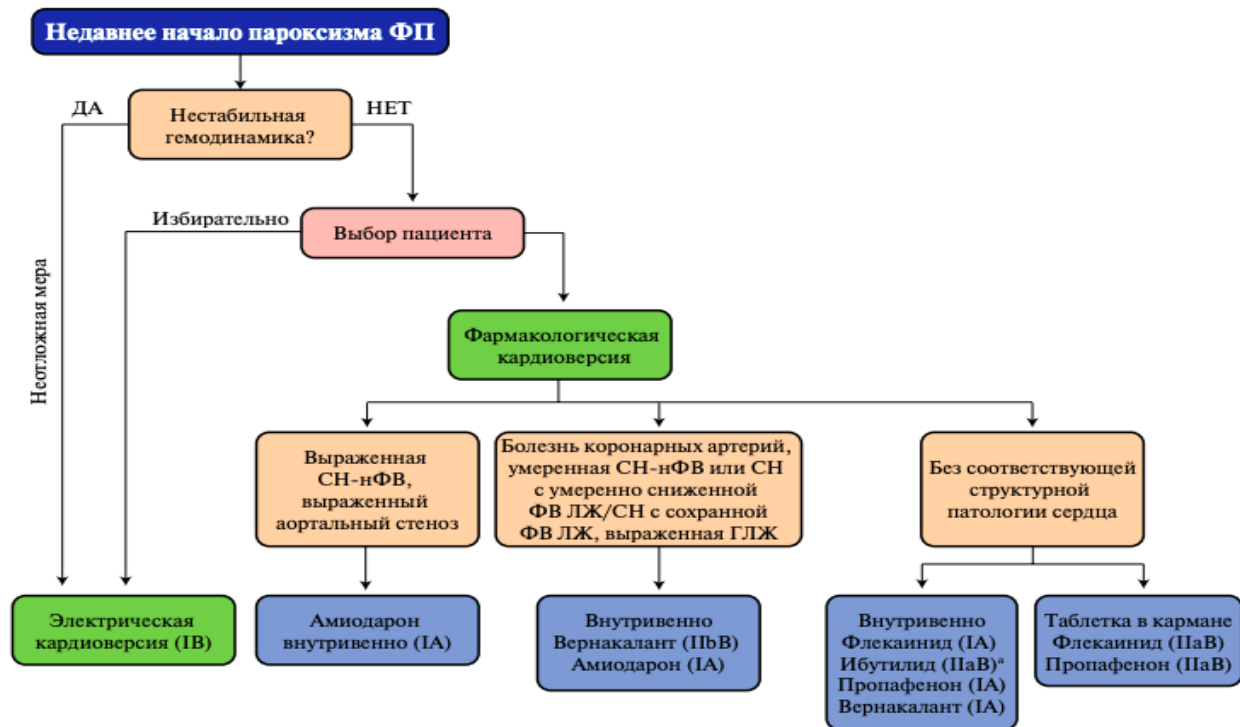 Недавнее начало пароксизма ФП
ДА
Нестабильная
гемодинамика?
НЕТ
Избирательно
Выбор пациента
Неотложная мера
Фармакологическая
кардиоверсия
Выраженная
СН-нФВ,
выраженный
аортальный стеноз
Болезнь коронарных артерий,
умеренная СН-нФВ или СН
с умеренно сниженной
ФВ ЛЖ/СН с сохранной
ФВ ЛЖ, выраженная ГЛЖ
Без соответствующей
структурной
патологии сердца
Электрическая
кардиоверсия (IB)
Амиодарон
внутривенно (IA)
Внутривенно
Вернакалант (IIbB)
Амиодарон (IA)
Внутривенно
Флекаинид (IA)
Ибутилид (IIaB)ᵃ
Пропафенон (IA)
Вернакалант (IA)
Таблетка в кармане
Флекаинид (IIaB)
Пропафенон (IIaB)